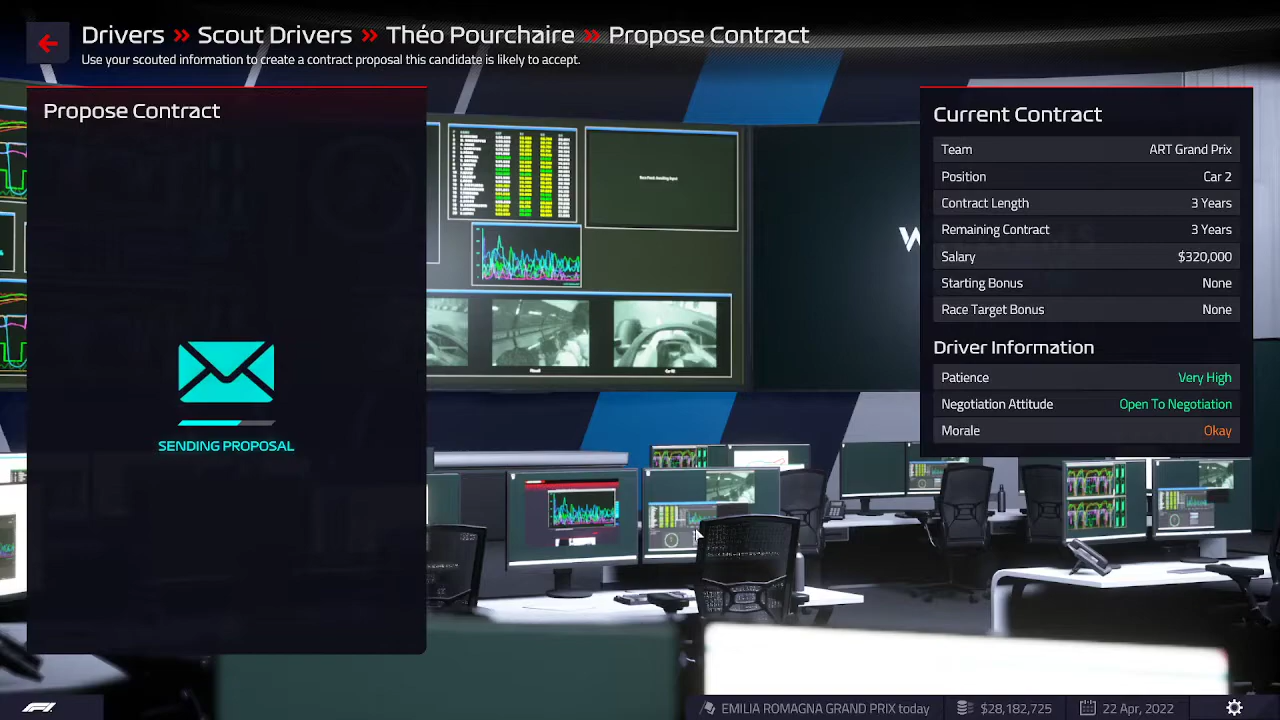 Drivers » Scout Drivers » Théo Pourchaire » Propose Contract
Use your scouted information to create a contract proposal this candidate is likely to accept.
Propose Contract
SENDING PROPOSAL
Current Contract
Team ART Grand Prix
Position Car 2
Contract Length 3 Years
Remaining Contract 3 Years
Salary $320,000
Starting Bonus None
Race Target Bonus None
Driver Information
Patience Very High
Negotiation Attitude Open To Negotiation
Morale Okay
EMILIA ROMAGNA GRAND PRIX today
$28,182,725
22 Apr, 2022